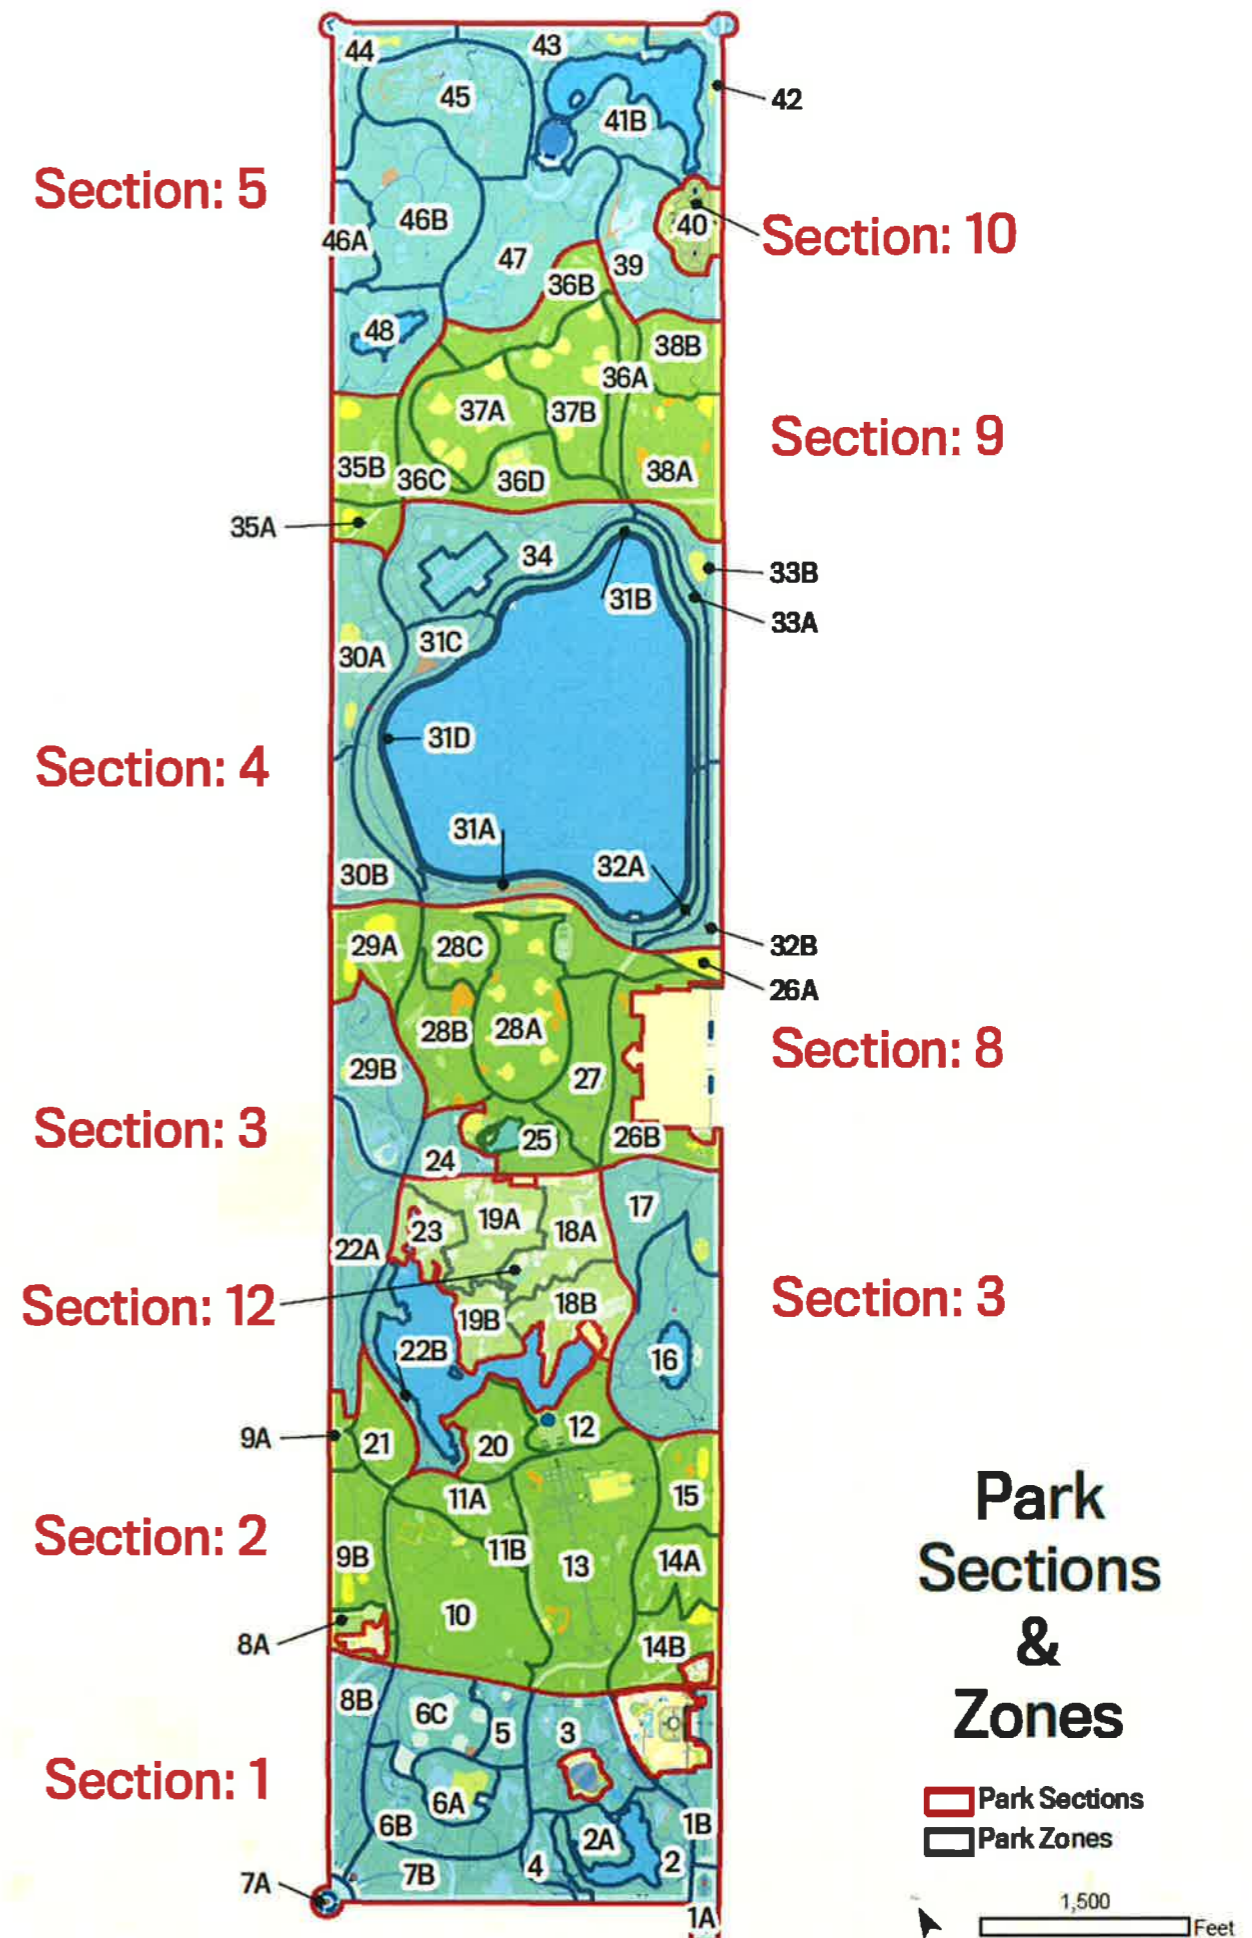 44
43
45
42
41B
Section: 5
46B
46A
40
Section: 10
47
39
36B
48
38B
36A
37A
37B
Section: 9
35B
36C
36D
38A
35A
34
33B
31B
33A
31C
30A
31D
Section: 4
31A
32A
30B
32B
29A
28C
26A
28B
28A
Section: 8
29B
27
Section: 3
25
26B
24
17
23
19A
18A
22A
Section: 12
19B
18B
Section: 3
22B
16
9A
21
20
12
11A
15
Park
Sections
&
Zones
Section: 2
9B
11B
13
14A
10
8A
14B
8B
6C
5
3
Section: 1
6A
6B
1B
2A
7B
4
2
7A
1A
Park Sections
Park Zones
1,500
Feet